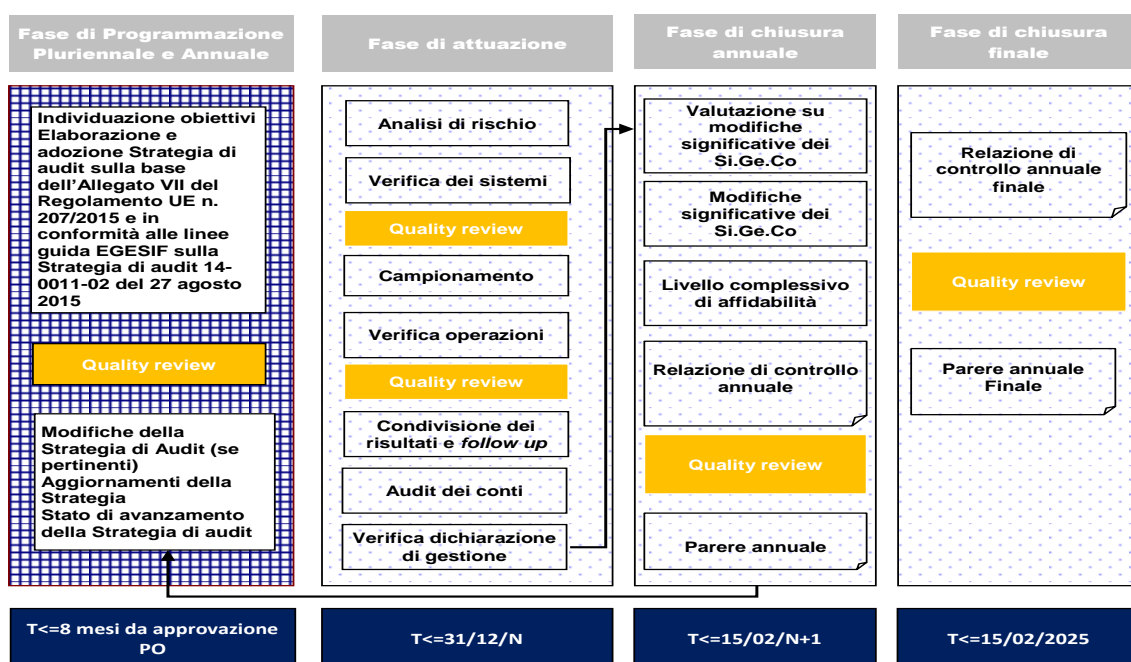 Fase di Programmazione
Pluriennale e Annuale
Fase di attuazione
Fase di chiusura
annuale
Fase di chiusura
finale
Individuazione obiettivi
Elaborazione e
adozione Strategia di
audit sulla base
dell'Allegato VII del
Regolamento UE n.
207/2015 e in
conformità alle linee
guida EGESIF sulla
Strategia di audit 14-
0011-02 del 27 agosto
2015
Quality review
Modifiche della
Strategia di Audit (se
pertinenti)
Aggiornamenti della
Strategia
Stato di avanzamento
della Strategia di audit
Analisi di rischio
Verifica dei sistemi
Quality review
Campionamento
Verifica operazioni
Quality review
Condivisione dei
risultati e follow up
Audit dei conti
Verifica dichiarazione
di gestione
Valutazione su
modifiche
significative dei
Si.Ge.Co
Modifiche
significative dei
Si.Ge.Co
Livello complessivo
di affidabilità
Relazione di controllo
annuale
Quality review
Parere annuale
Relazione di
controllo annuale
finale
Quality review
Parere annuale
Finale
T<=8 mesi da approvazione
PO
T<=31/12/N
T<=15/02/N+1
T<=15/02/2025